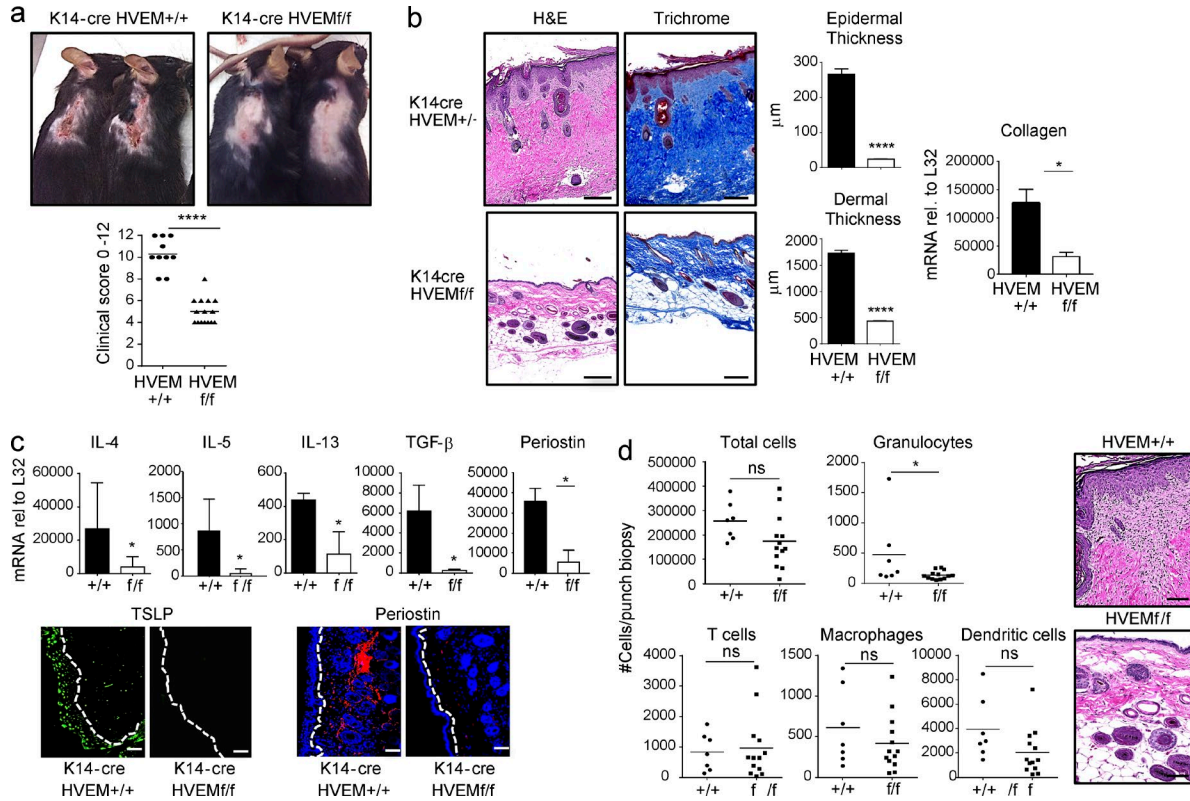 a
K14-cre HVEM+/+
K14-cre HVEMf/f
****
Clinical score 0 -12
12
10
8
6
4
2
0
HVEM
+/+
HVEM
f/f
b
H&E
Trichrome
K14cre
HVEM+/-
K14cre
HVEMf/f
Epidermal
Thickness
µm
300
200
100
0
****
Dermal
Thickness
µm
2000
1500
1000
500
0
****
HVEM
+/+
HVEM
f/f
Collagen
mRNA rel. to L32
200000
150000
100000
50000
0
*
HVEM
+/+
HVEM
f/f
c
mRNA rel to L32
IL-4
60000
40000
20000
0
*
+/+ f/f
IL-5
2000
1500
1000
500
0
*
+/+ f/f
IL-13
600
400
200
0
*
+/+ f /f
TGF-β
10000
8000
6000
4000
2000
0
*
+/+ f/f
Periostin
50000
40000
30000
20000
10000
0
*
+/+ f/f
TSLP
K14-cre
HVEM+/+
K14-cre
HVEMf/f
Periostin
K14-cre
HVEM+/+
K14-cre
HVEMf/f
d
#Cells/punch biopsy
Total cells
ns
500000
400000
300000
200000
100000
0
+/+ f/f
Granulocytes
*
2000
1500
1000
500
0
+/+ f/f
T cells
ns
4000
3000
2000
1000
0
+/+ f /f
Macrophages
ns
1500
1000
500
0
+/+ f/f
Dendritic cells
ns
10000
8000
6000
4000
2000
0
+/+ f
HVEM+/+
HVEMf/f